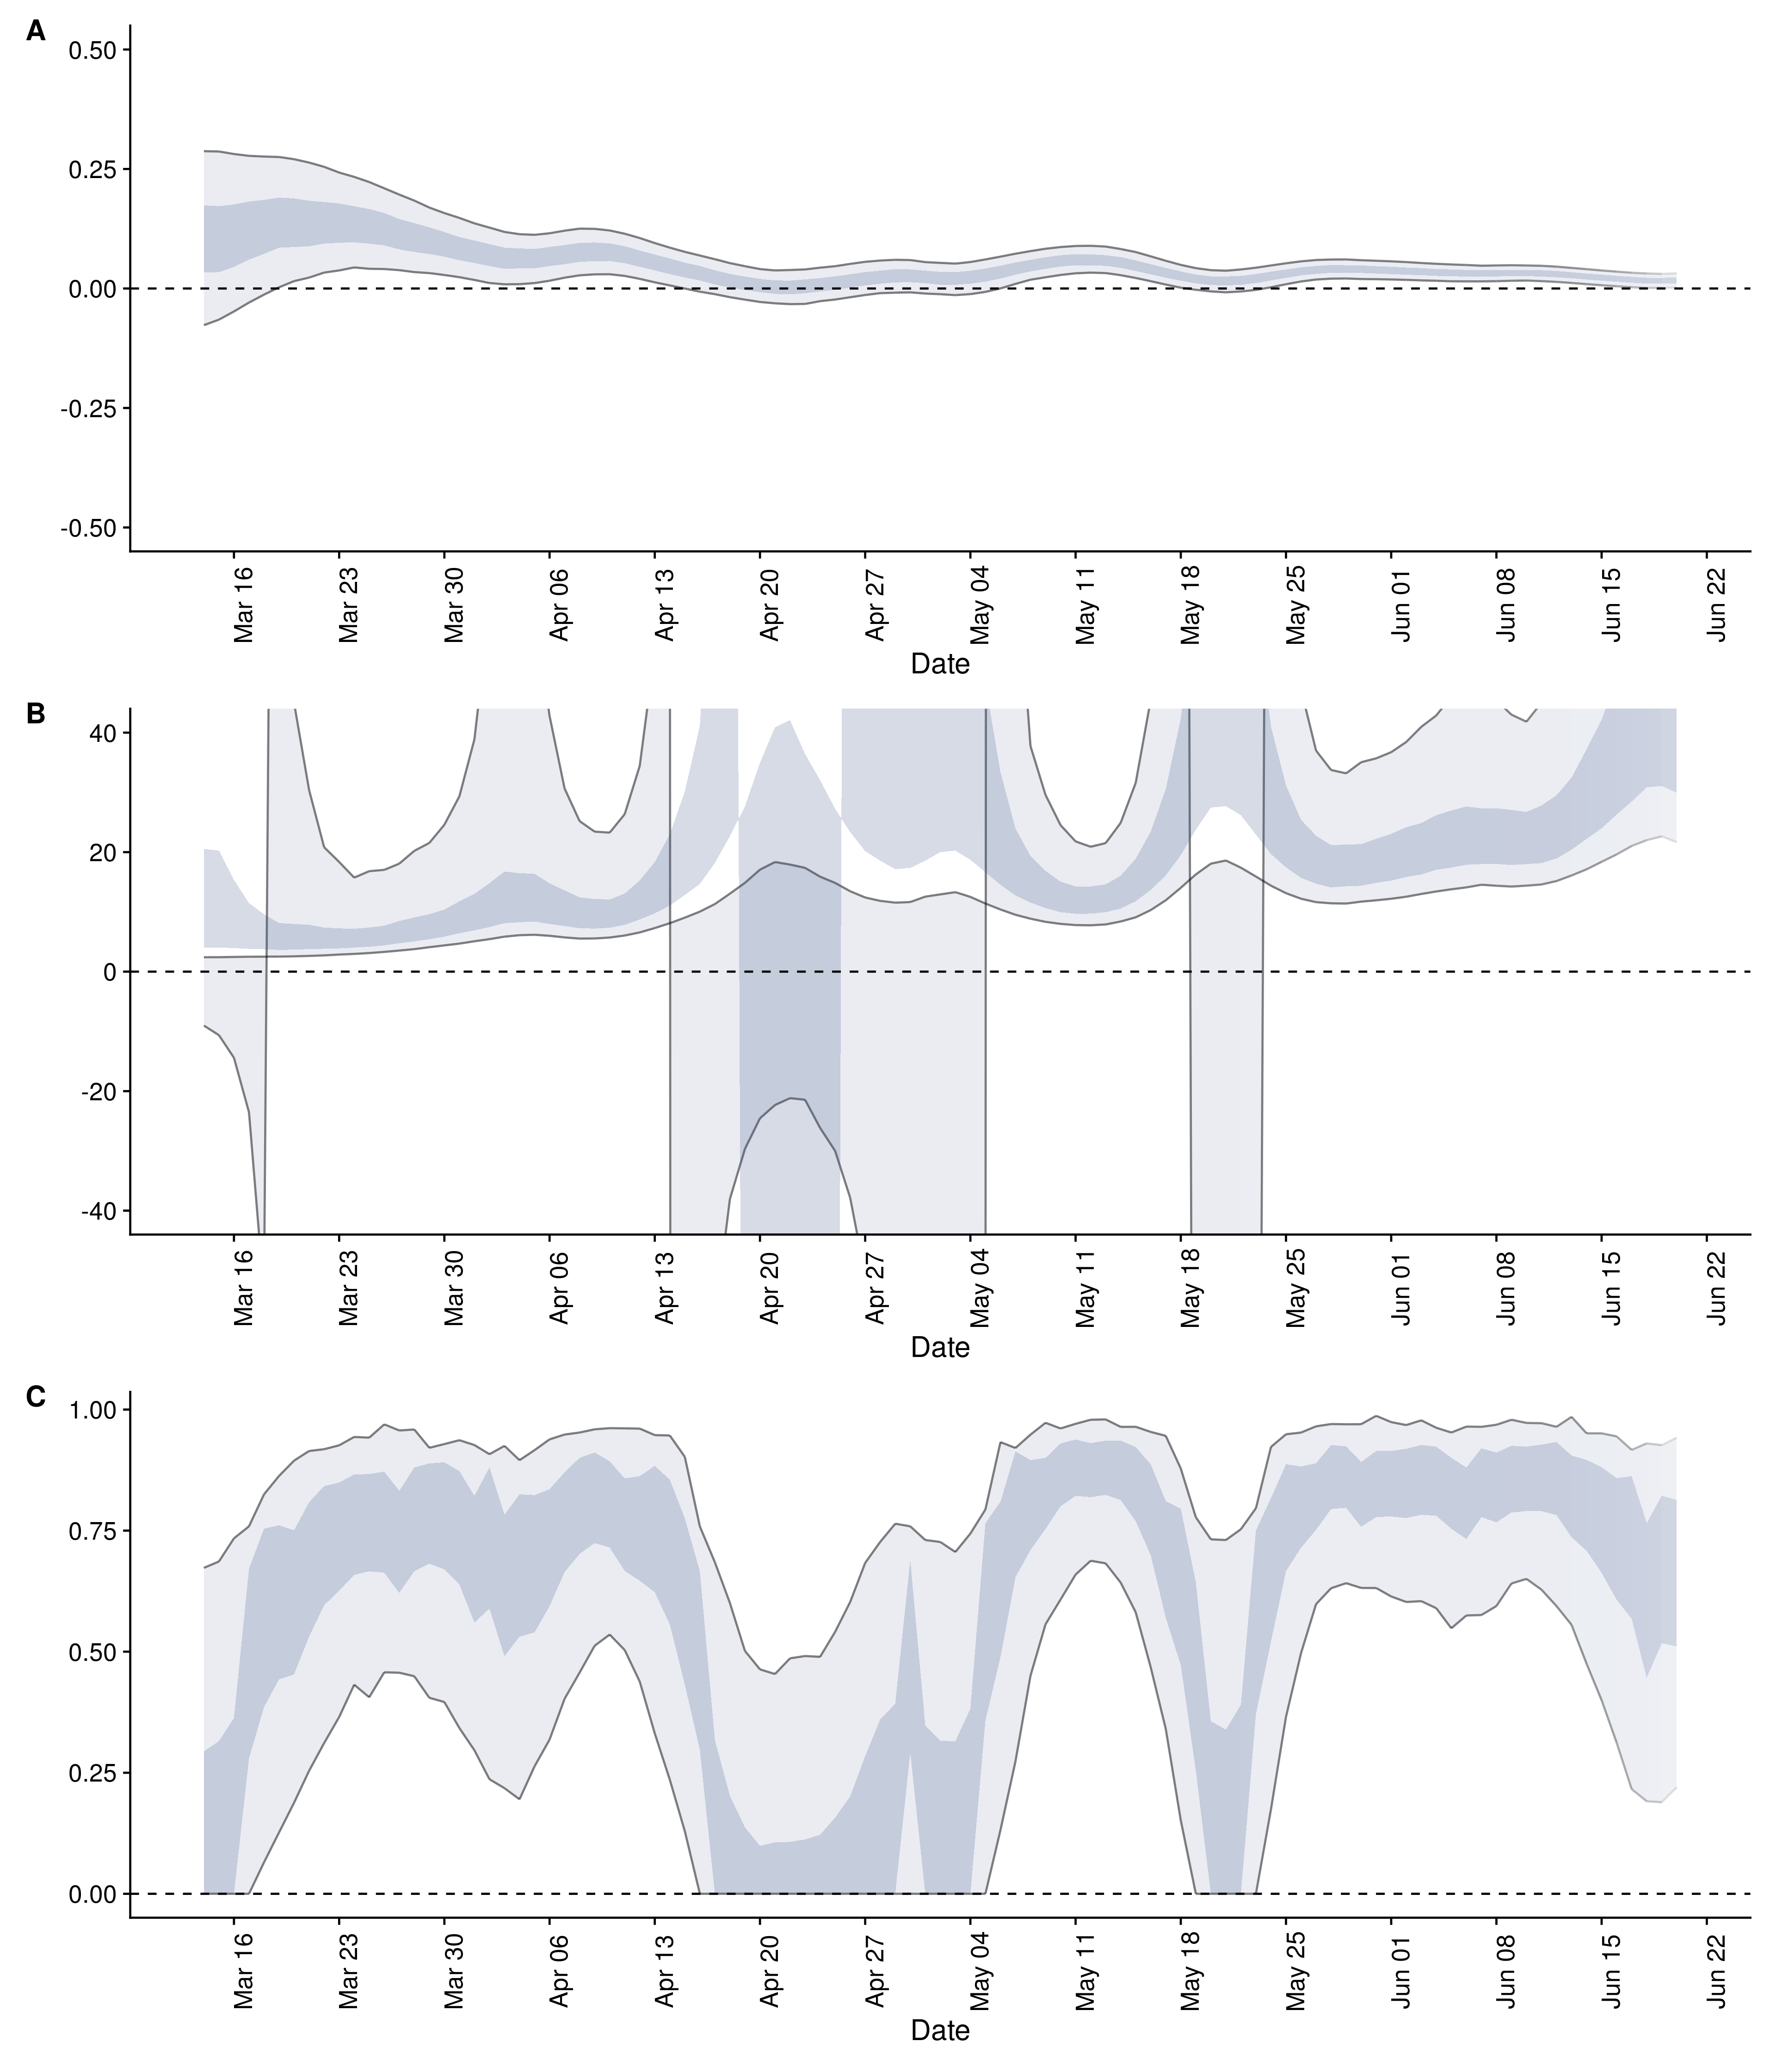 A
0.50
0.25
0.00
-0.25
-0.50
Mar 16
Mar 23
Mar 30
Apr 06
Apr 13
Apr 20
Apr 27
May 04
May 11
May 18
May 25
Jun 01
Jun 08
Jun 15
Jun 22
Date
B
40
20
0
-20
-40
Mar 16
Mar 23
Mar 30
Apr 06
Apr 13
Apr 20
Apr 27
May 04
May 11
May 18
May 25
Jun 01
Jun 08
Jun 15
Jun 22
Date
C
1.00
0.75
0.50
0.25
0.00
Mar 16
Mar 23
Mar 30
Apr 06
Apr 13
Apr 20
Apr 27
May 04
May 11
May 18
May 25
Jun 01
Jun 08
Jun 15
Jun 22
Date